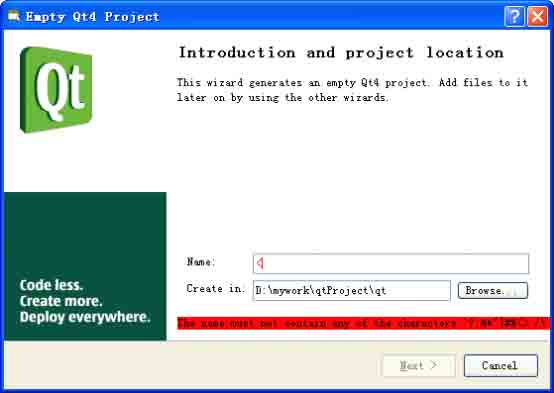 Empty Qt4 Project
Qt
Introduction and project location
This wizard generates an empty Qt4 project. Add files to it
later on by using the other wizards.
Name:
<
Create in:
D:\mywork\qtProject\qt
Browse...
The name must not contain any of the characters
Code less.
Create more.
Deploy everywhere.
Next >
Cancel